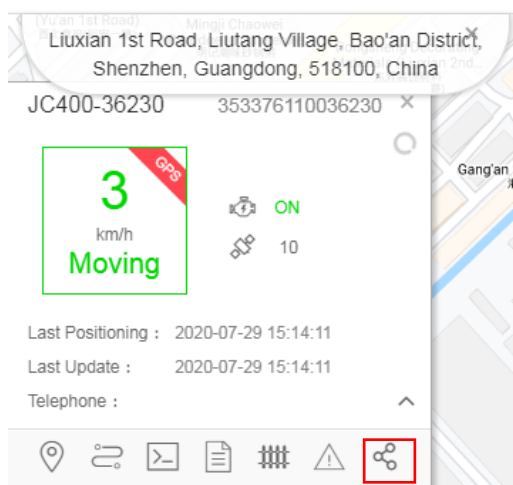 (Yu'an 1st Road)
Mingji Chaowei
Liuxian 1st Road, Liutang Village, Bao'an District,
Shenzhen, Guangdong, 518100, China
JC400-36230 353376110036230 ×
GPS
3
km/h
Moving
ON
10
Gang'an
Last Positioning : 2020-07-29 15:14:11
Last Update : 2020-07-29 15:14:11
Telephone :